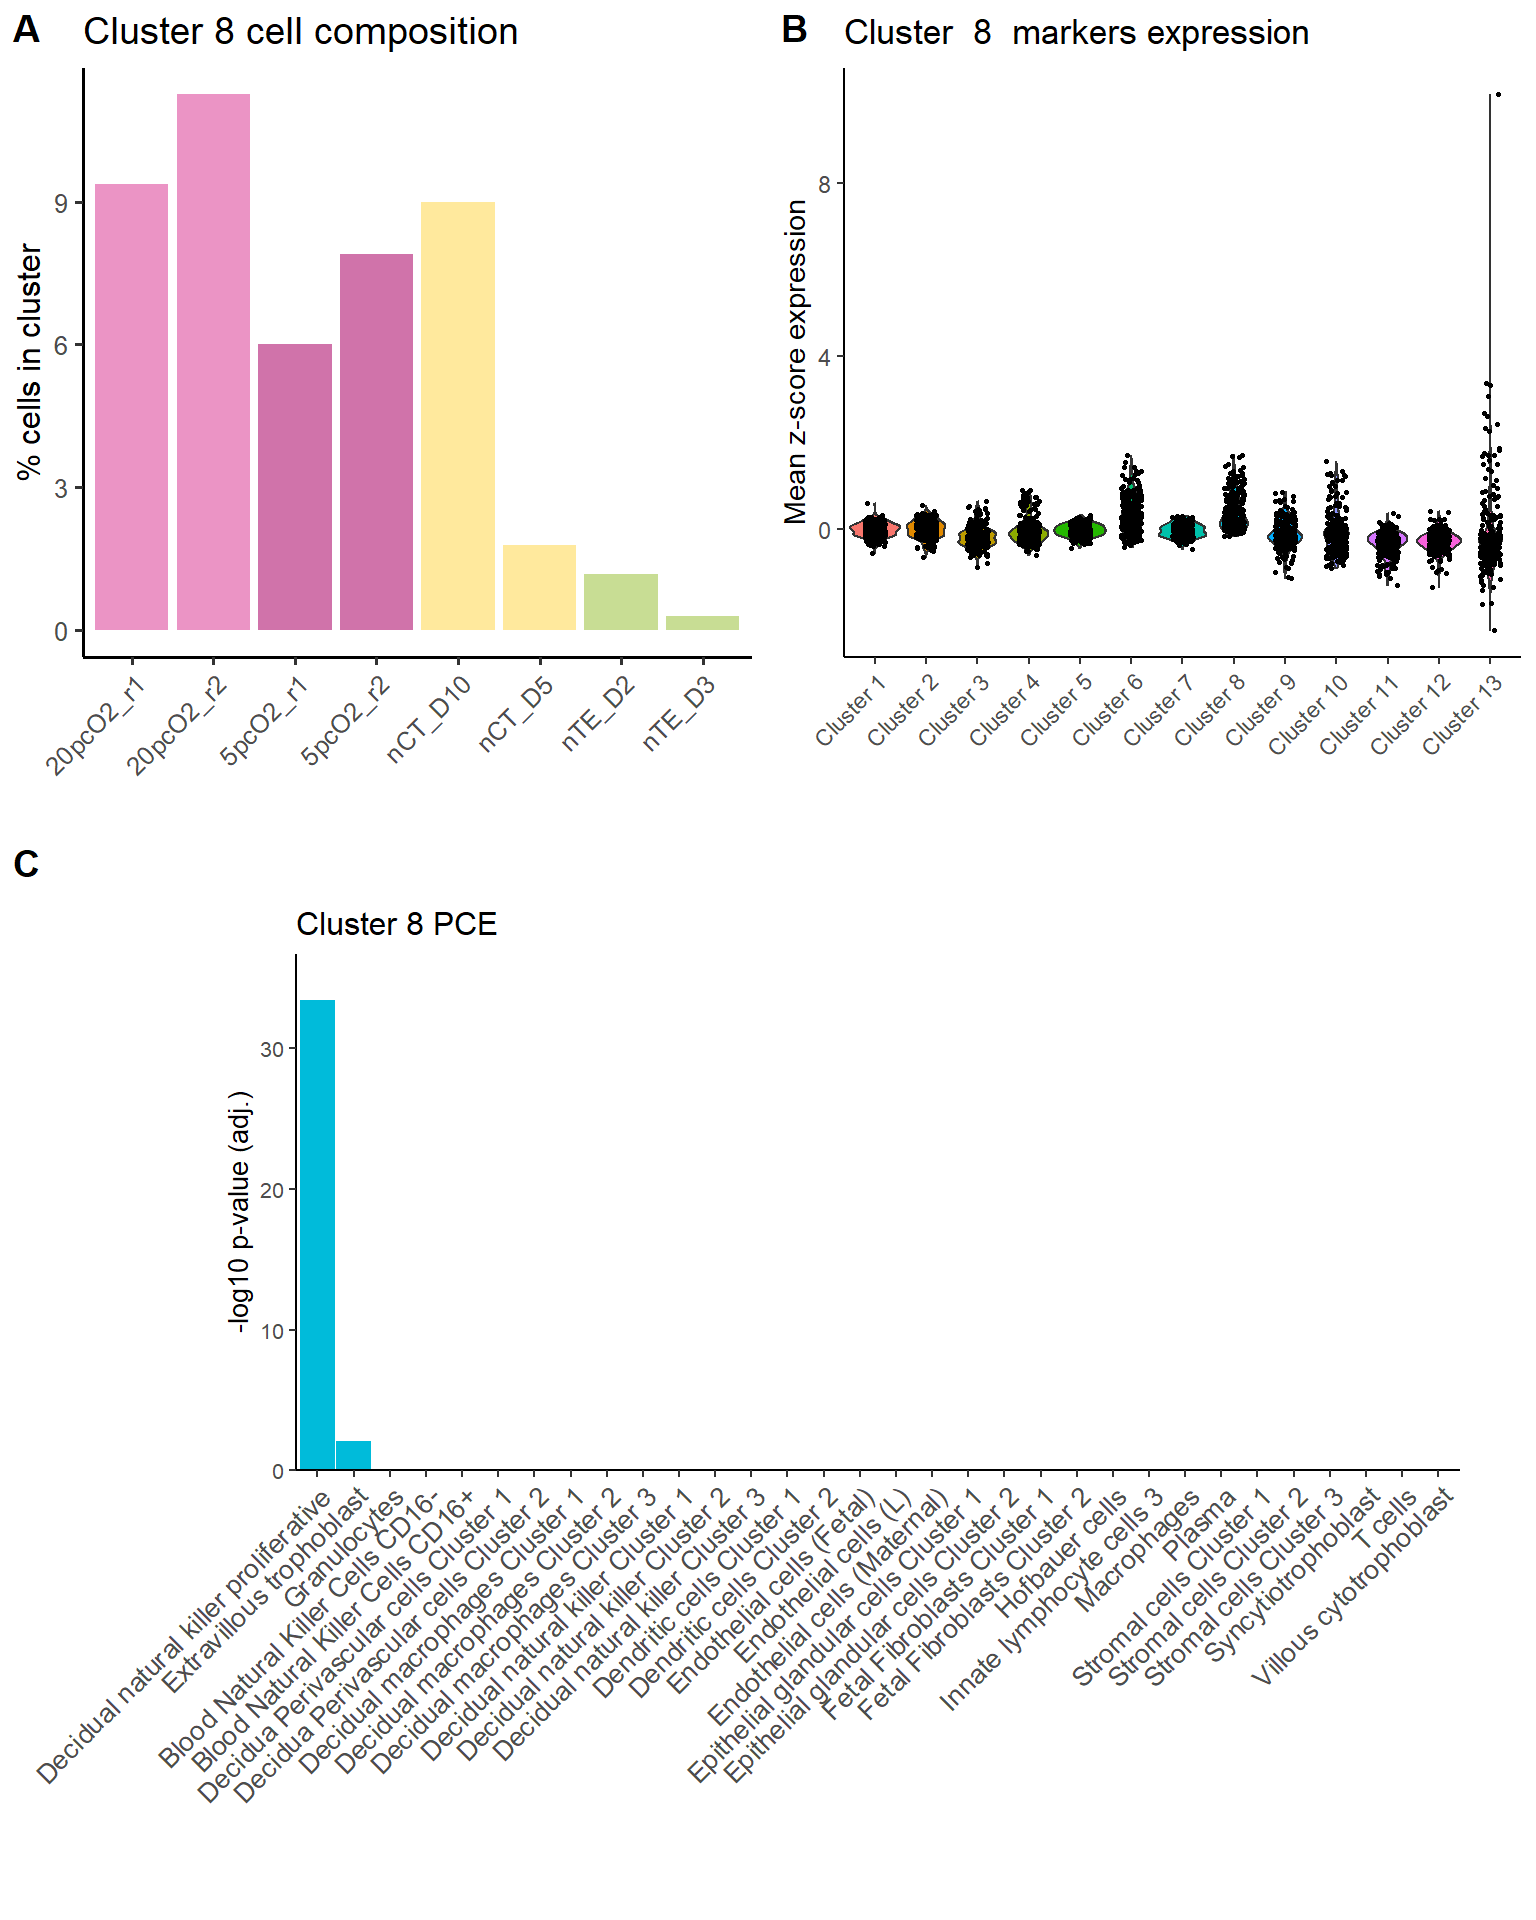 A
Cluster 8 cell composition
% cells in cluster
9
6
3
0
20pcO2_r1
20pcO2_r2
5pcO2_r1
5pcO2_r2
nCT_D10
nCT_D5
nTE_D2
nTE_D3
B
Cluster 8 markers expression
Mean z-score expression
8
4
0
Cluster 1
Cluster 2
Cluster 3
Cluster 4
Cluster 5
Cluster 6
Cluster 7
Cluster 8
Cluster 9
Cluster 10
Cluster 11
Cluster 12
Cluster 13
C
Cluster 8 PCE
-log10 p-value (adj.)
30
20
10
0
Decidual natural killer proliferative
Extravillous trophoblast
Granulocytes
Blood Natural Killer Cells CD16-
Blood Natural Killer Cells CD16+
Decidua Perivascular cells Cluster 1
Decidua Perivascular cells Cluster 2
Decidual macrophages Cluster 1
Decidual macrophages Cluster 2
Decidual macrophages Cluster 3
Decidual natural killer Cluster 1
Decidual natural killer Cluster 2
Decidual natural killer Cluster 3
Dendritic cells Cluster 1
Dendritic cells Cluster 2
Endothelial cells (Fetal)
Endothelial cells (L)
Endothelial cells (Maternal)
Epithelial glandular cells Cluster 1
Epithelial glandular cells Cluster 2
Fetal Fibroblasts Cluster 1
Fetal Fibroblasts Cluster 2
Hofbauer cells
Innate lymphocyte cells 3
Macrophages
Plasma
Stromal cells Cluster 1
Stromal cells Cluster 2
Stromal cells Cluster 3
Syncytiotrophoblast
T cells
Villous cytotrophoblast